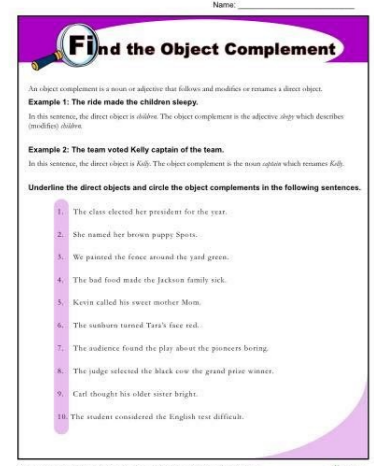 Name:
Find the Object Complement
An object complement is a noun or adjective that follows and modifies or renames a direct object.
Example 1: The ride made the children sleepy.
In this sentence, the direct object is children. The object complement is the adjective sleepy which describes
(modifies) children.
Example 2: The team voted Kelly captain of the team.
In this sentence, the direct object is Kelly. The object complement is the noun captain which renames Kelly.
Underline the direct objects and circle the object complements in the following sentences.
1. The class elected her president for the year.
2. She named her brown puppy Spots.
3. We painted the fence around the yard green.
4. The bad food made the Jackson family sick.
5. Kevin called his sweet mother Mom.
6. The sunburn turned Tara's face red.
7. The audience found the play about the pioneers boring.
8. The judge selected the black cow the grand prize winner.
9. Carl thought his older sister bright.
10. The student considered the English test difficult.